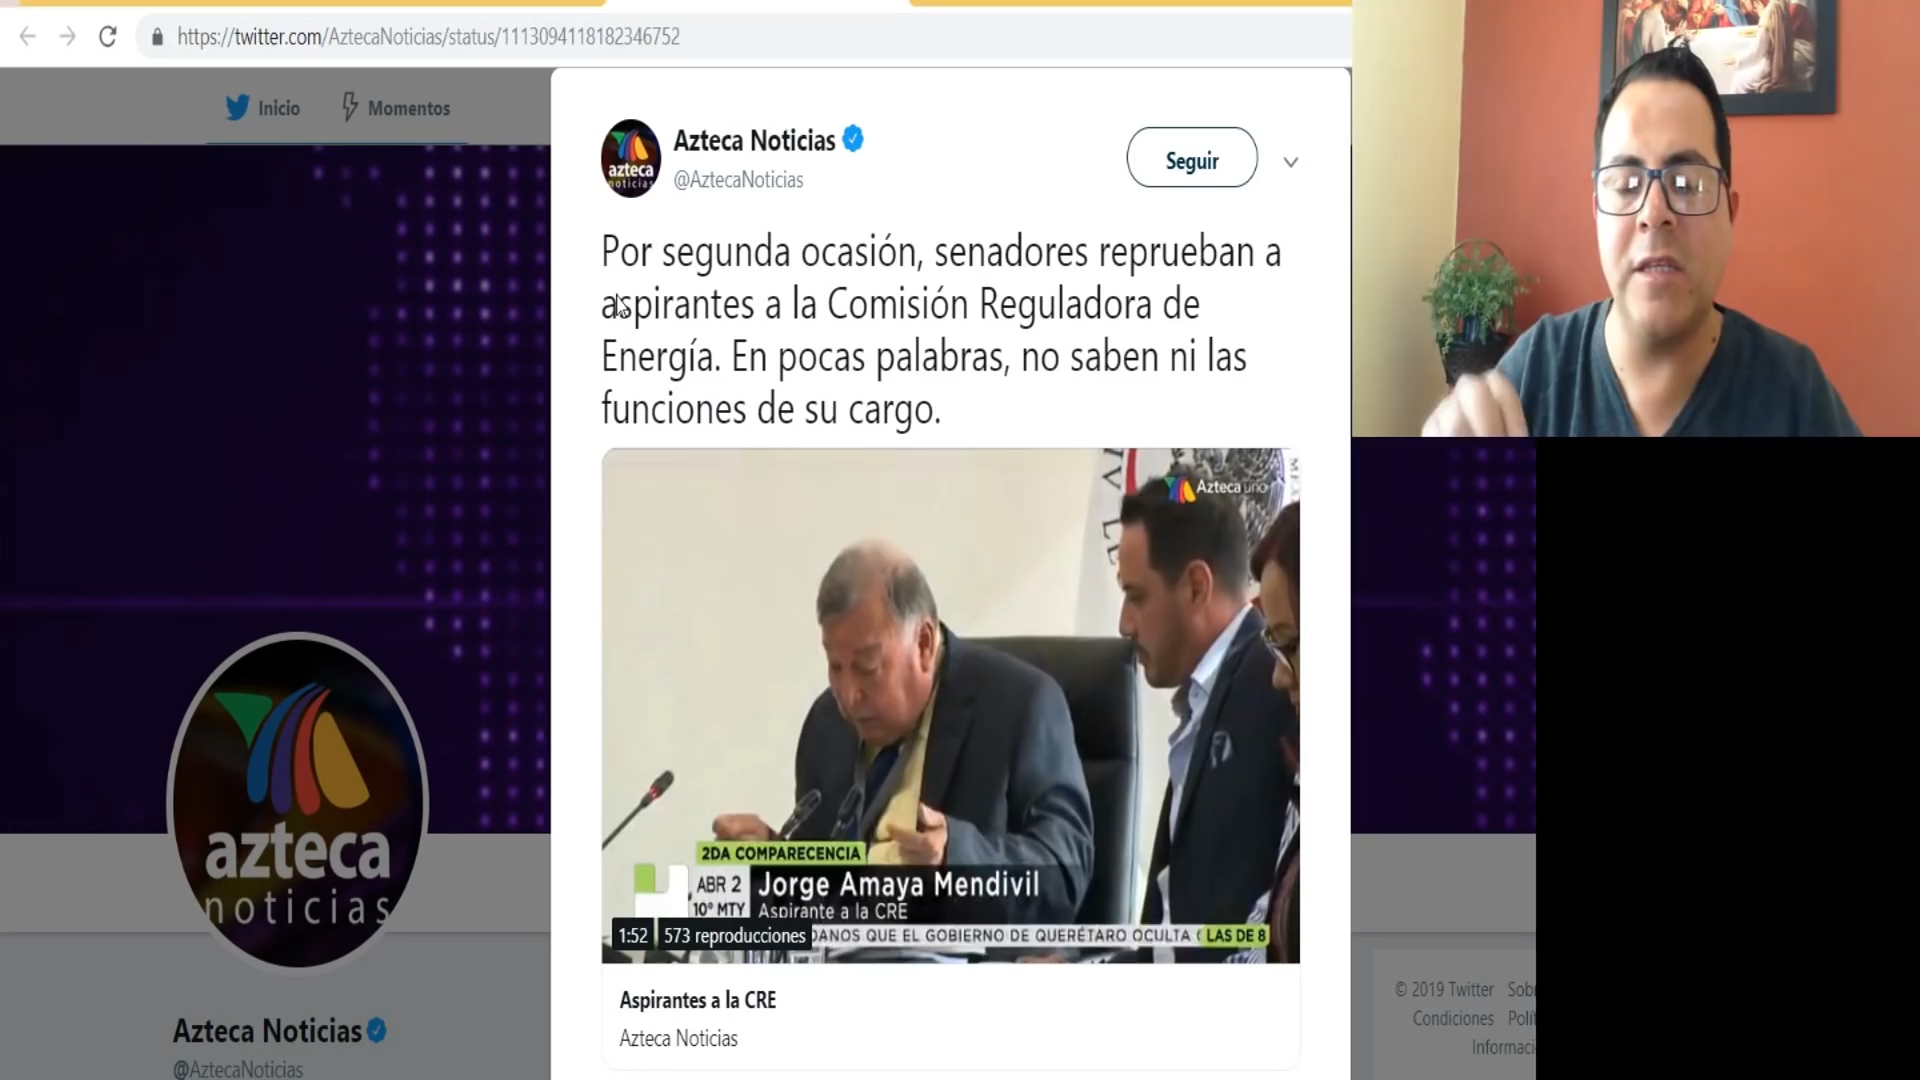 https://twitter.com/AztecaNoticias/status/1113094118182346752
Inicio
Momentos
azteca
noticias
Azteca Noticias
@AztecaNoticias
Seguir
Por segunda ocasión, senadores reprueban a
aspirantes a la Comisión Reguladora de
Energía. En pocas palabras, no saben ni las
funciones de su cargo.
Azteca uno
2DA COMPARECENCIA
ABR 2
10° MTY
Jorge Amaya Mendivil
Aspirante a la CRE
1:52
573 reproducciones
DANOS QUE EL GOBIERNO DE QUERÉTARO OCULTA
LAS DE 8
Aspirantes a la CRE
Azteca Noticias
azteca
noticias
Azteca Noticias
@AztecaNoticias
© 2019 Twitter
Condiciones